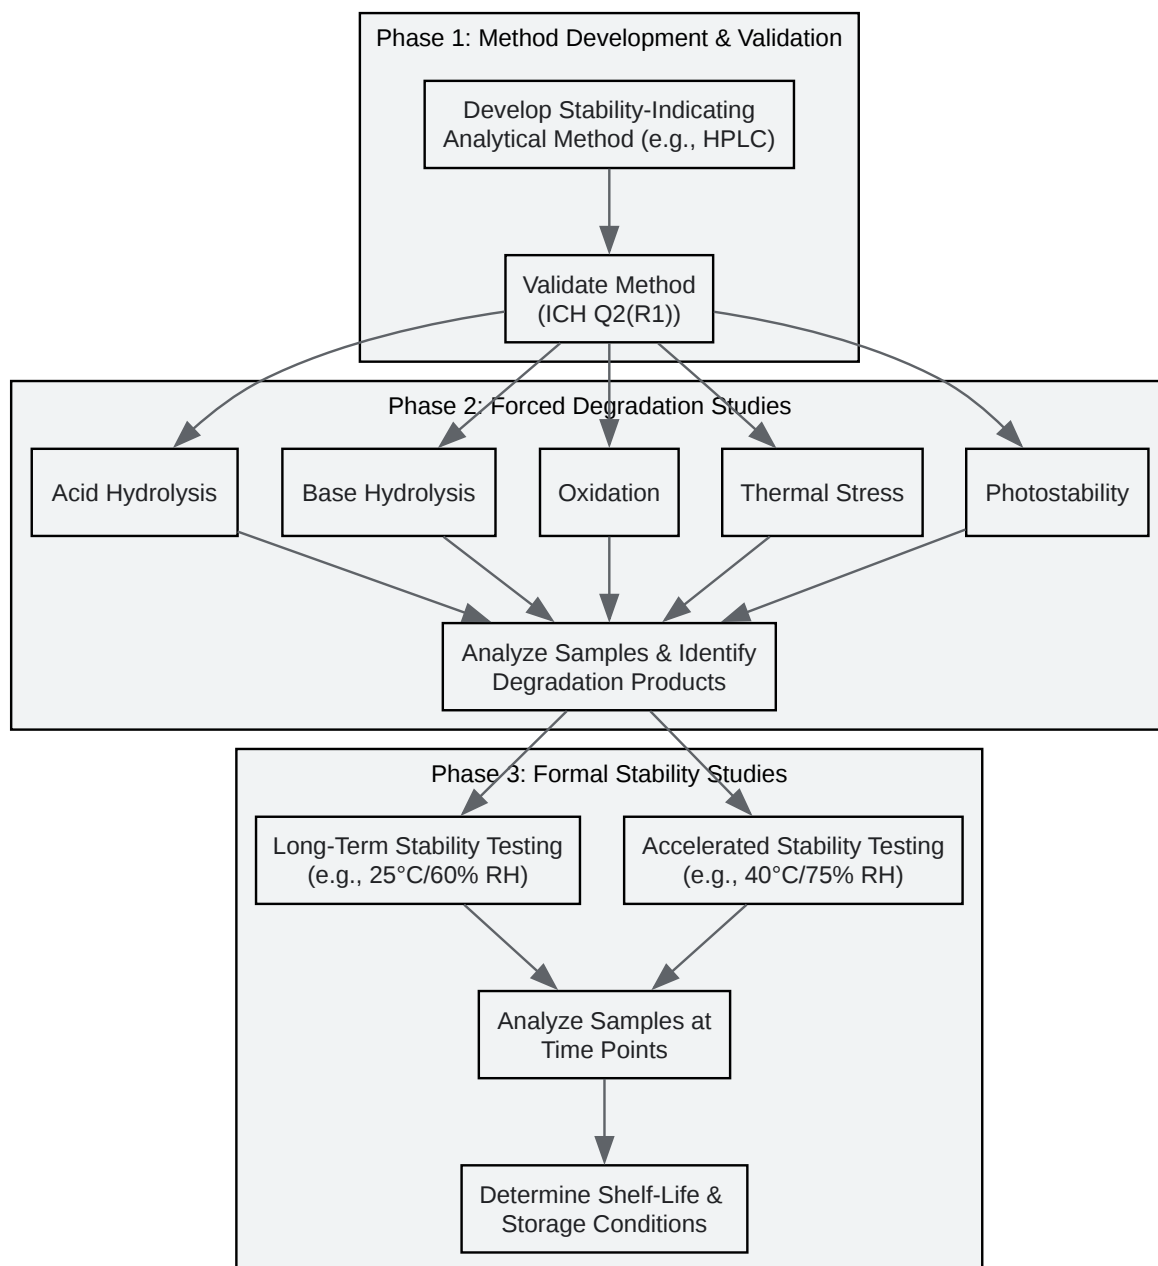 Phase 1: Method Development & Validation
Develop Stability-Indicating
Analytical Method (e.g., HPLC)
Validate Method
(ICH Q2(R1))
Phase 2: Forced Degradation Studies
Acid Hydrolysis
Base Hydrolysis
Oxidation
Thermal Stress
Photostability
Analyze Samples & Identify
Degradation Products
Phase 3: Formal Stability Studies
Long-Term Stability Testing
(e.g., 25°C/60% RH)
Accelerated Stability Testing
(e.g., 40°C/75% RH)
Analyze Samples at
Time Points
Determine Shelf-Life &
Storage Conditions